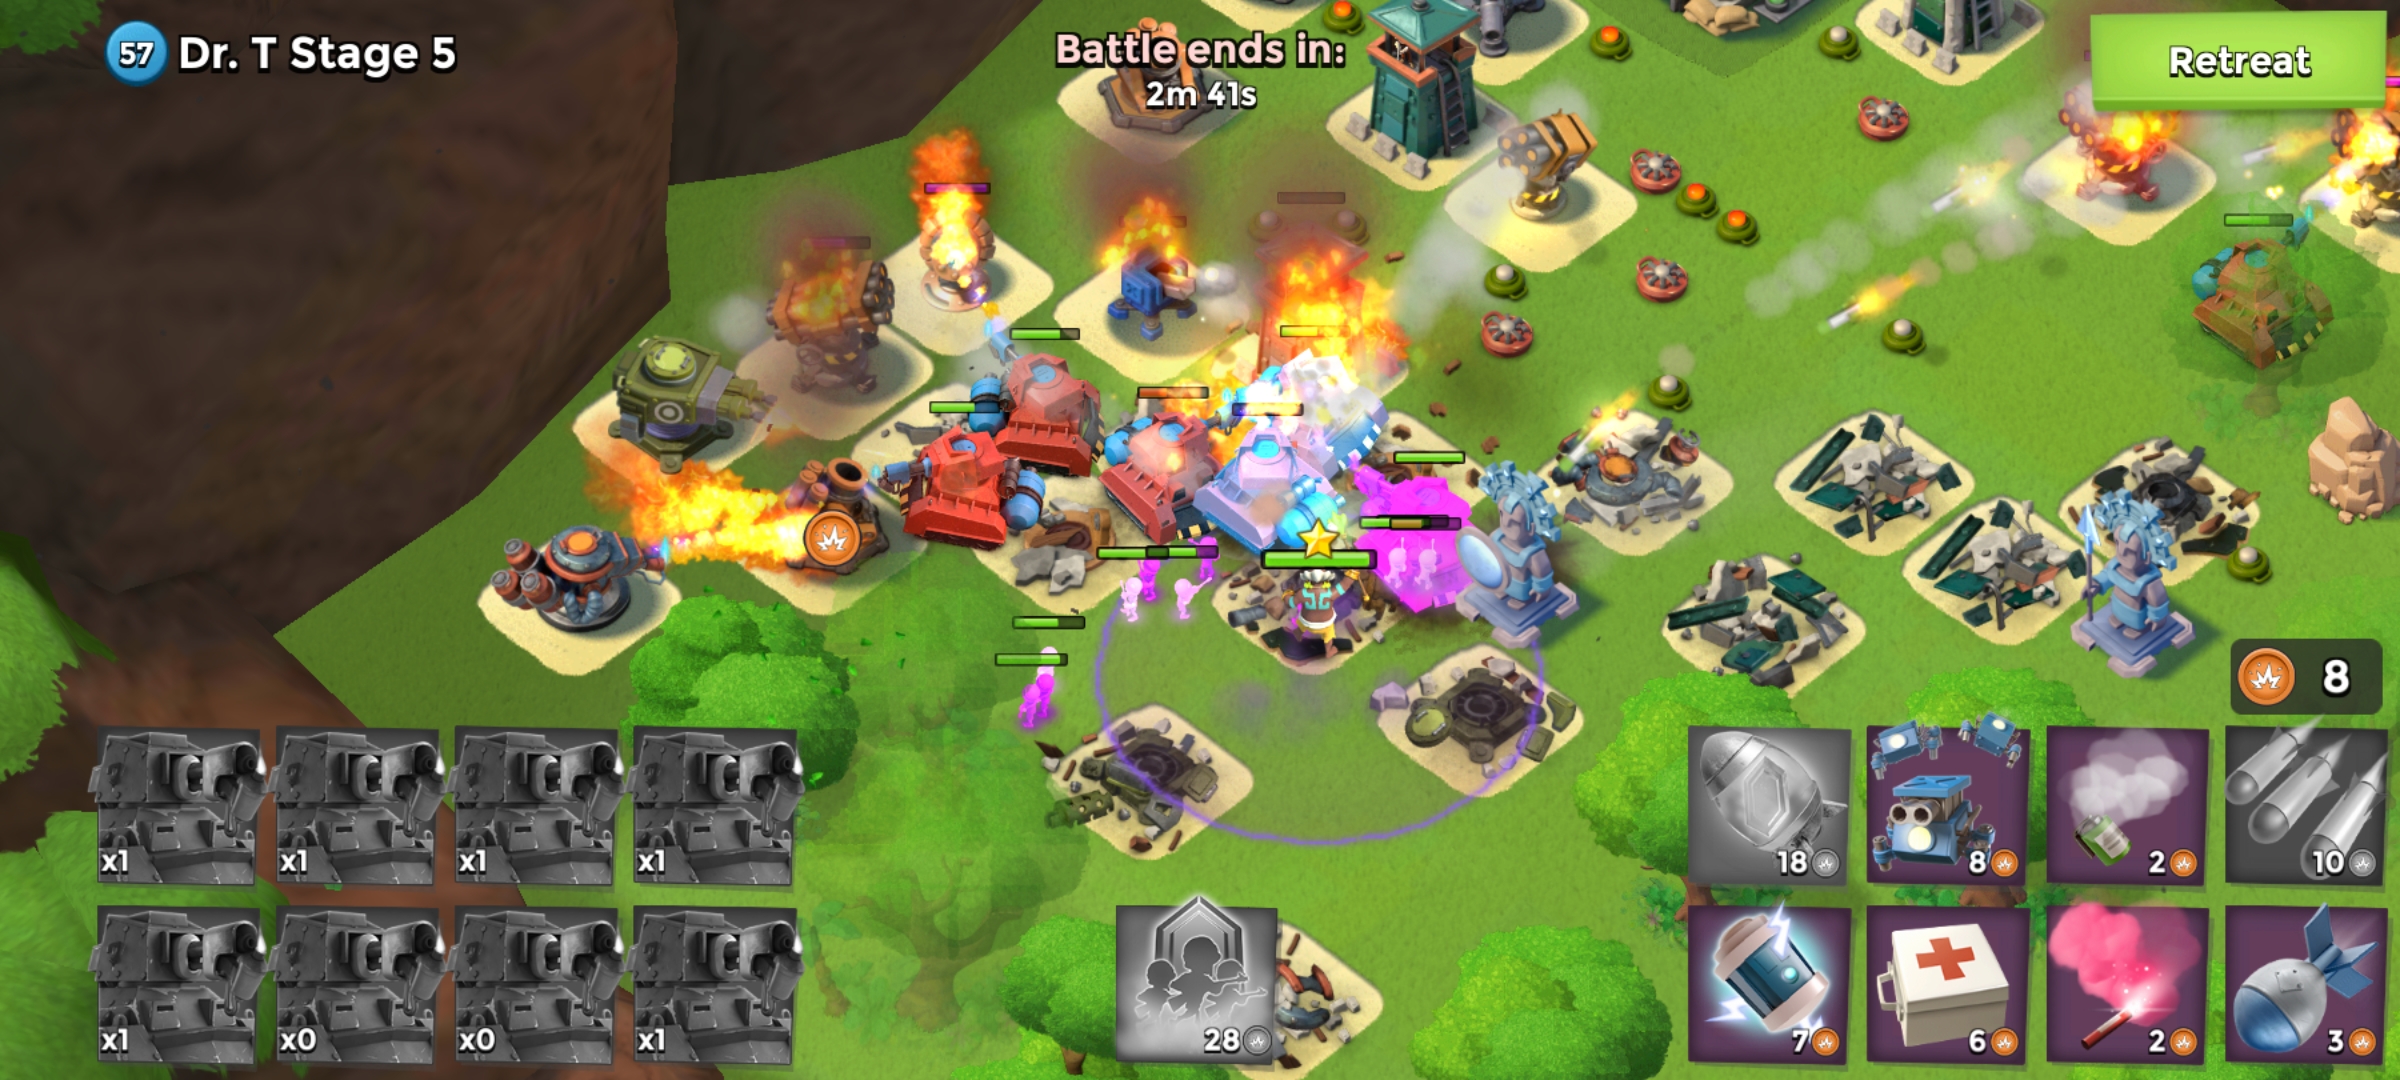 57 Dr. T Stage 5
Battle ends in:
2m 41s
Retreat
8
x1 x1 x1 x1
18 8 2 10
x1 x0 x0 x1
28
7 6 2 3